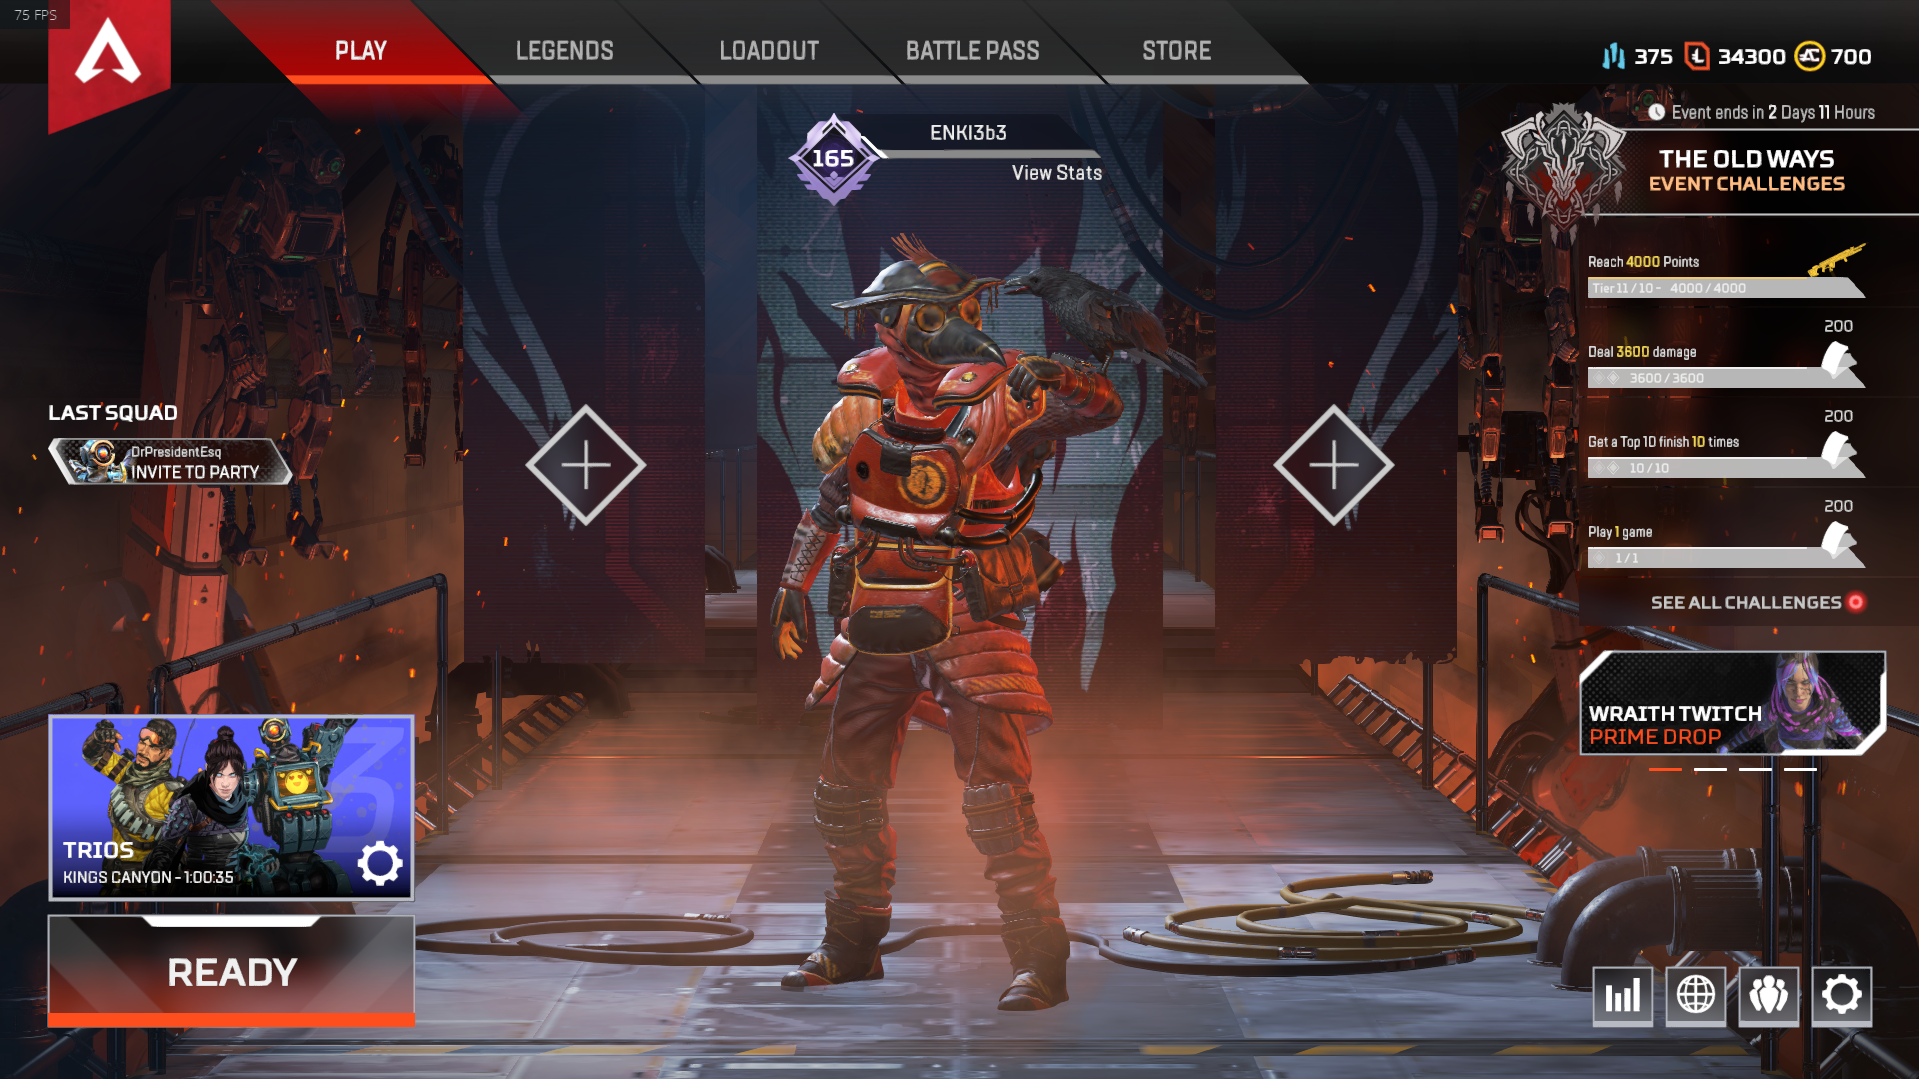 75 FPS
PLAY
LEGENDS
LOADOUT
BATTLE PASS
STORE
375
34300
700
165
ENKI3b3
View Stats
Event ends in 2 Days 11 Hours
THE OLD WAYS
EVENT CHALLENGES
Reach 4000 Points
Tier 11 / 10 - 4000 / 4000
200
Deal 3600 damage
3600 / 3600
200
Get a Top 10 finish 10 times
10 / 10
200
Play 1 game
1 / 1
SEE ALL CHALLENGES
LAST SQUAD
DrPresidentEsq
INVITE TO PARTY
WRAITH TWITCH
PRIME DROP
3
TRIOS
KINGS CANYON - 1:00:35
READY